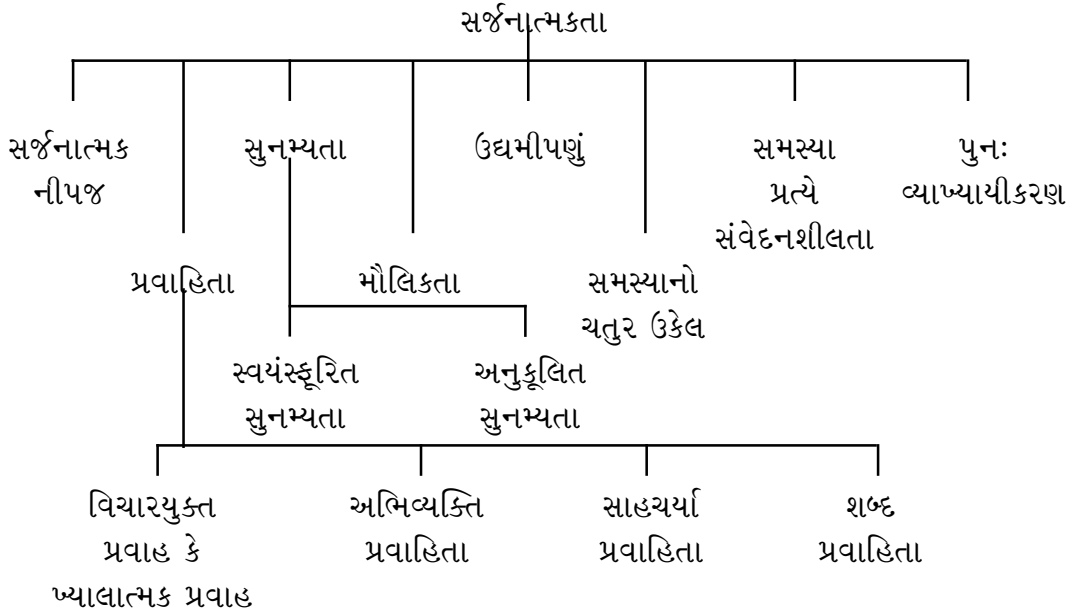 સર્જનાત્મકતા
સર્જનાત્મક
નીપજ
સુનમ્યતા
ઉદ્યમીપણું
સમસ્યા
પ્રત્યે
સંવેદનશીલતા
પુનઃ
વ્યાખ્યાયીકરણ
પ્રવાહિતા
મૌલિકતા
સમસ્યાનો
ચતુર ઉકેલ
સ્વયંસ્ફૂરિત
સુનમ્યતા
અનુકૂલિત
સુનમ્યતા
વિચારયુક્ત
પ્રવાહ કે
ખ્યાલાત્મક પ્રવાહ
અભિવ્યક્તિ
પ્રવાહિતા
સાહચર્યા
પ્રવાહિતા
શબ્દ
પ્રવાહિતા